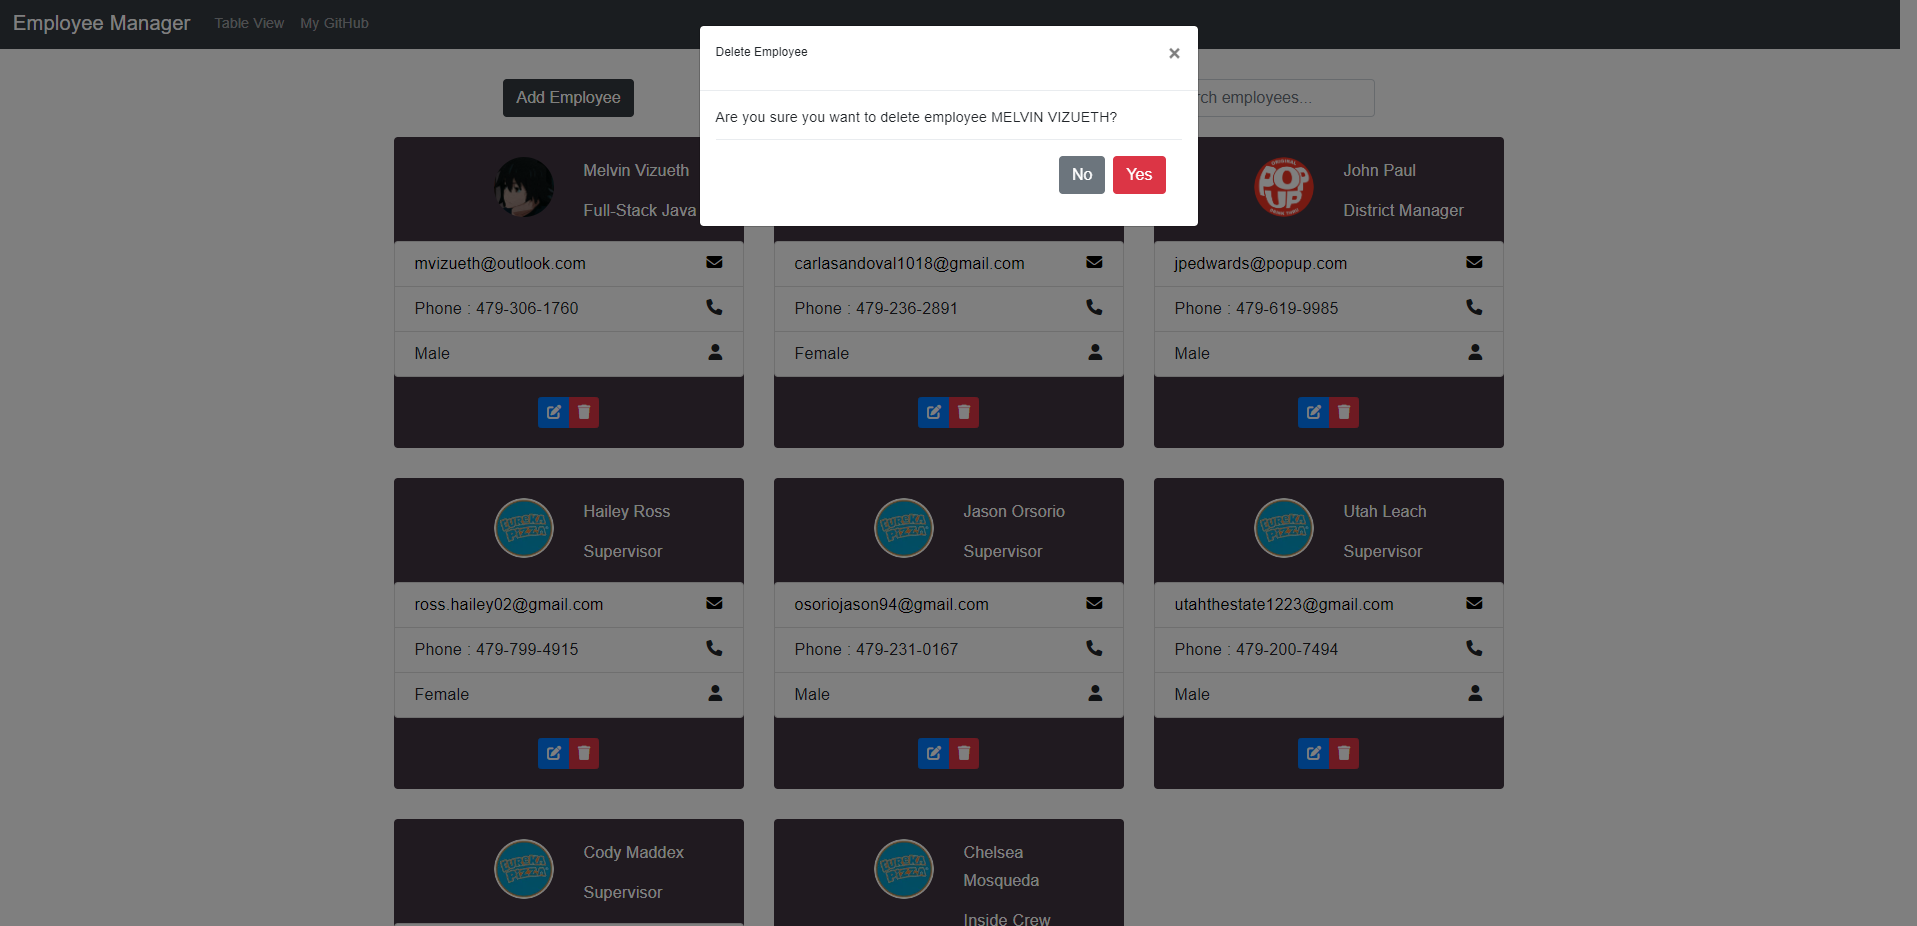 Employee Manager Table View My GitHub
Delete Employee ×
Are you sure you want to delete employee MELVIN VIZUETH?
No Yes
Add Employee
rch employees...
Melvin Vizueth
Full-Stack Java
mvizueth@outlook.com
Phone : 479-306-1760
Male
carlasandoval1018@gmail.com
Phone : 479-236-2891
Female
POP UP
John Paul
District Manager
jpedwards@popup.com
Phone : 479-619-9985
Male
EUREKA
PIZZA
Hailey Ross
Supervisor
ross.hailey02@gmail.com
Phone : 479-799-4915
Female
EUREKA
PIZZA
Jason Orsorio
Supervisor
osoriojason94@gmail.com
Phone : 479-231-0167
Male
EUREKA
PIZZA
Utah Leach
Supervisor
utahthestate1223@gmail.com
Phone : 479-200-7494
Male
EUREKA
PIZZA
Cody Maddex
Supervisor
EUREKA
PIZZA
Chelsea
Mosqueda
Inside Crew